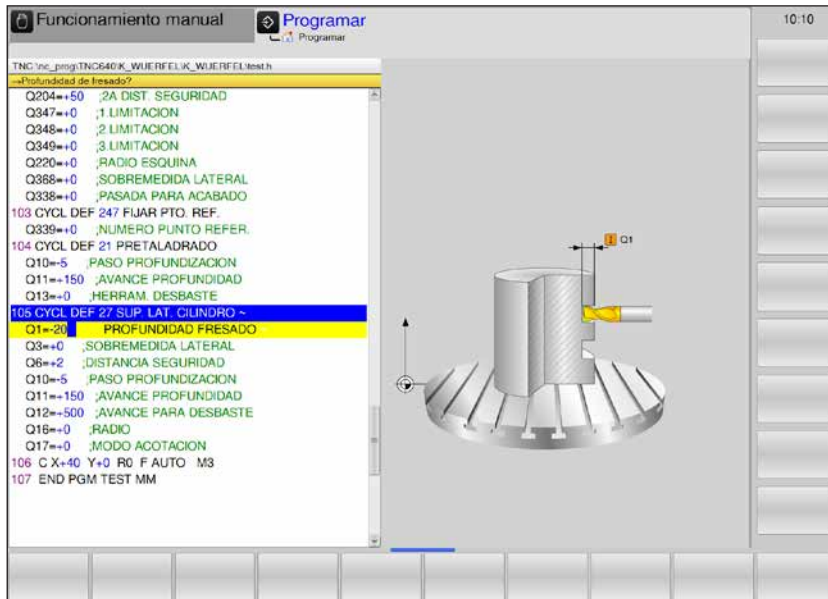 Funcionamiento manual
Programar
Programar
10:10
TNC:\nc_prog\TNC640\K_WUERFEL\K_WUERFEL\test.h
→Profundidad de fresado?
Q204=+50 ;2A DIST. SEGURIDAD
Q347=+0 ;1.LIMITACION
Q348=+0 ;2.LIMITACION
Q349=+0 ;3.LIMITACION
Q220=+0 ;RADIO ESQUINA
Q368=+0 ;SOBREMEDIDA LATERAL
Q338=+0 ;PASADA PARA ACABADO
103 CYCL DEF 247 FIJAR PTO. REF.
Q339=+0 ;NUMERO PUNTO REFER.
104 CYCL DEF 21 PRETALADRADO
Q10=-5 ;PASO PROFUNDIZACION
Q11=+150 ;AVANCE PROFUNDIDAD
Q13=+0 ;HERRAM. DESBASTE
105 CYCL DEF 27 SUP. LAT. CILINDRO ~
Q1=-20 PROFUNDIDAD FRESADO ~
Q3=+0 ;SOBREMEDIDA LATERAL
Q6=+2 ;DISTANCIA SEGURIDAD
Q10=-5 ;PASO PROFUNDIZACION
Q11=+150 ;AVANCE PROFUNDIDAD
Q12=+500 ;AVANCE PARA DESBASTE
Q16=+0 ;RADIO
Q17=+0 ;MODO ACOTACION
106 C X+40 Y+0 R0 F AUTO M3
107 END PGM TEST MM
Q1